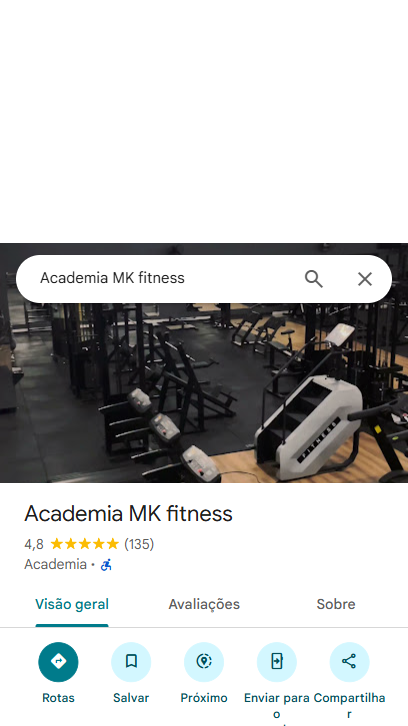 Academia MK fitness
FITNESS
Academia MK fitness
4,8 (135)
Academia ·
Visão geral Avaliações Sobre
Rotas Salvar Próximo Enviar para o Compartilhar